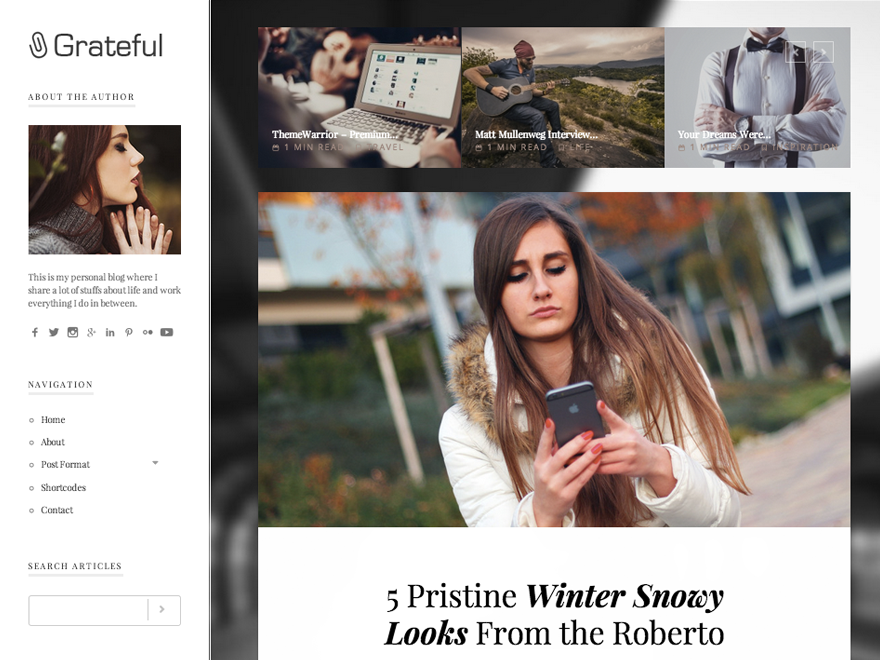 Grateful
ABOUT THE AUTHOR
This is my personal blog where I
share a lot of stuffs about life and work
everything I do in between.
NAVIGATION
Home
About
Post Format
Shortcodes
Contact
SEARCH ARTICLES
ThemeWarrior – Premium...
1 MIN READ TRAVEL
Matt Mullenweg Interview...
1 MIN READ LIFE
Your Dreams Were...
1 MIN READ INSPIRATION
5 Pristine Winter Snowy
Looks From the Roberto